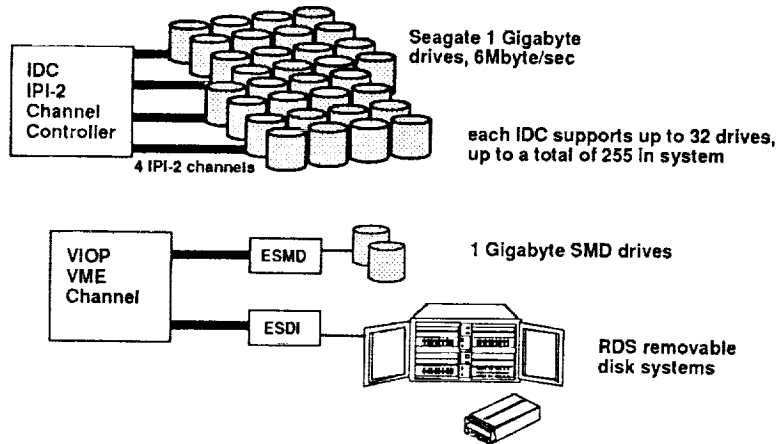 Seagate 1 Gigabyte
drives, 6Mbyte/sec
IDC
IPI-2
Channel
Controller
each IDC supports up to 32 drives,
up to a total of 255 in system
4 IPI-2 channels
VIOP
VME
Channel
ESMD
1 Gigabyte SMD drives
ESDI
RDS removable
disk systems